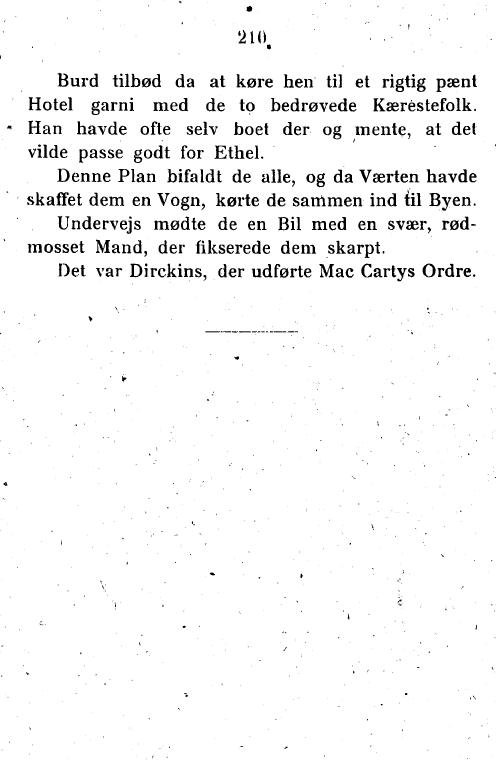 210
Burd tilbød da at køre hen til et rigtig pænt
Hotel garni med de to bedrøvede Kærestefolk.
Han havde ofte selv boet der og mente, at det
vilde passe godt for Ethel.
Denne Plan bifaldt de alle, og da Værten havde
skaffet dem en Vogn, kørte de sammen ind til Byen.
Undervejs mødte de en Bil med en svær, rød-
mosset Mand, der fikserede dem skarpt.
Det var Dirckins, der udførte Mac Cartys Ordre.